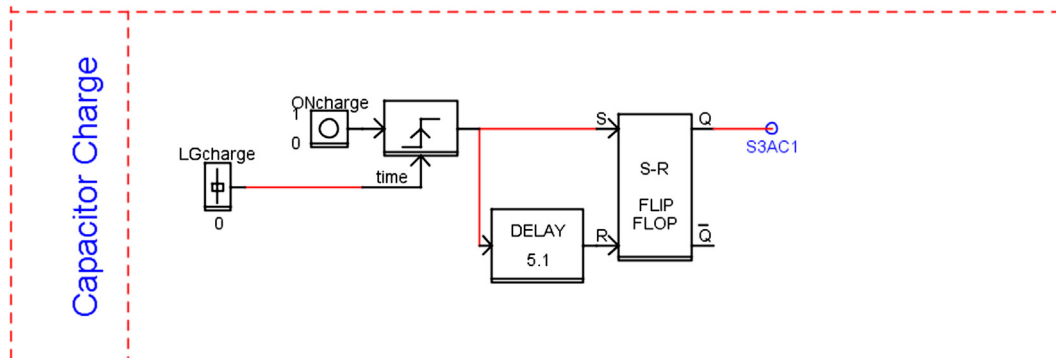 Capacitor Charge
ONcharge
1
0
LGcharge
0
time
S
Q
S3AC1
S-R
FLIP
FLOP
DELAY
5.1
R
Q̅